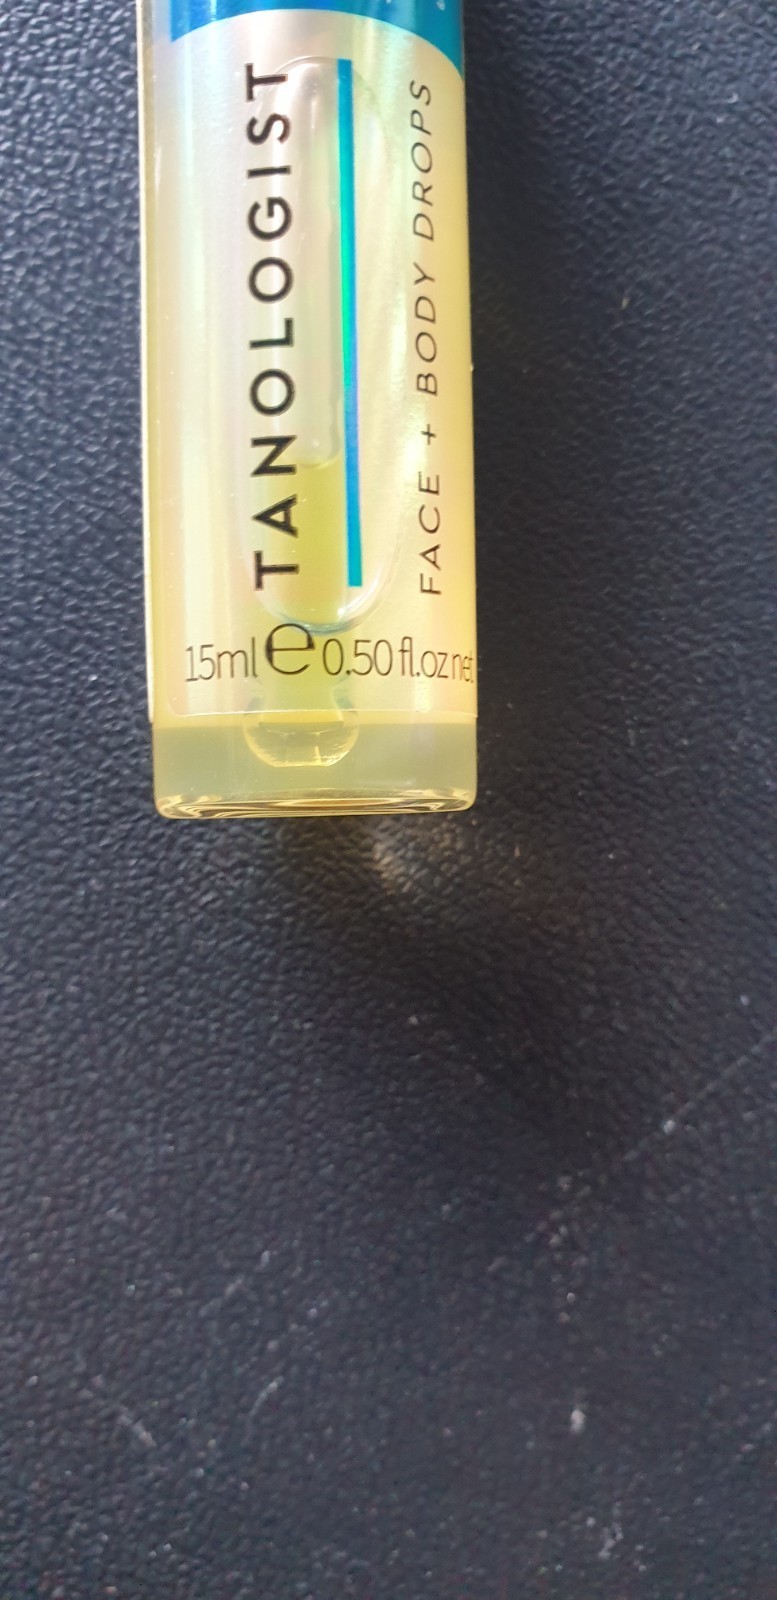 TANOLOGIST
FACE + BODY DROPS
15ml e 0.50 fl.oz net